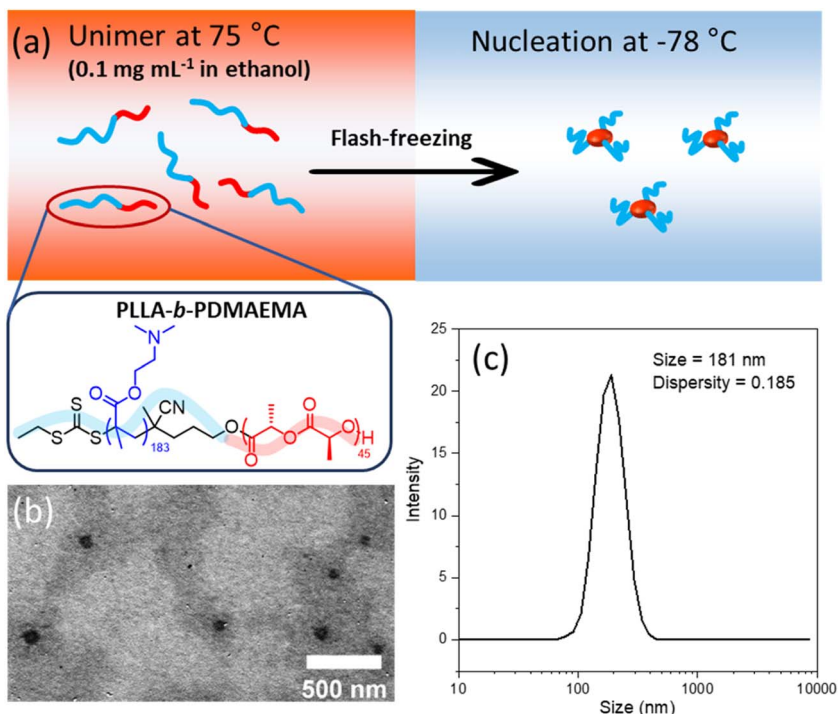 (a) Unimer at 75 °C
(0.1 mg mL⁻¹ in ethanol)
Nucleation at -78 °C
Flash-freezing
PLLA-b-PDMAEMA
N
O
O
S
CN
S
S
183
O
O
O
O
O
H
45
(b)
500 nm
(c)
Size = 181 nm
Dispersity = 0.185
Intensity
25
20
15
10
5
0
10
100
1000
10000
Size (nm)